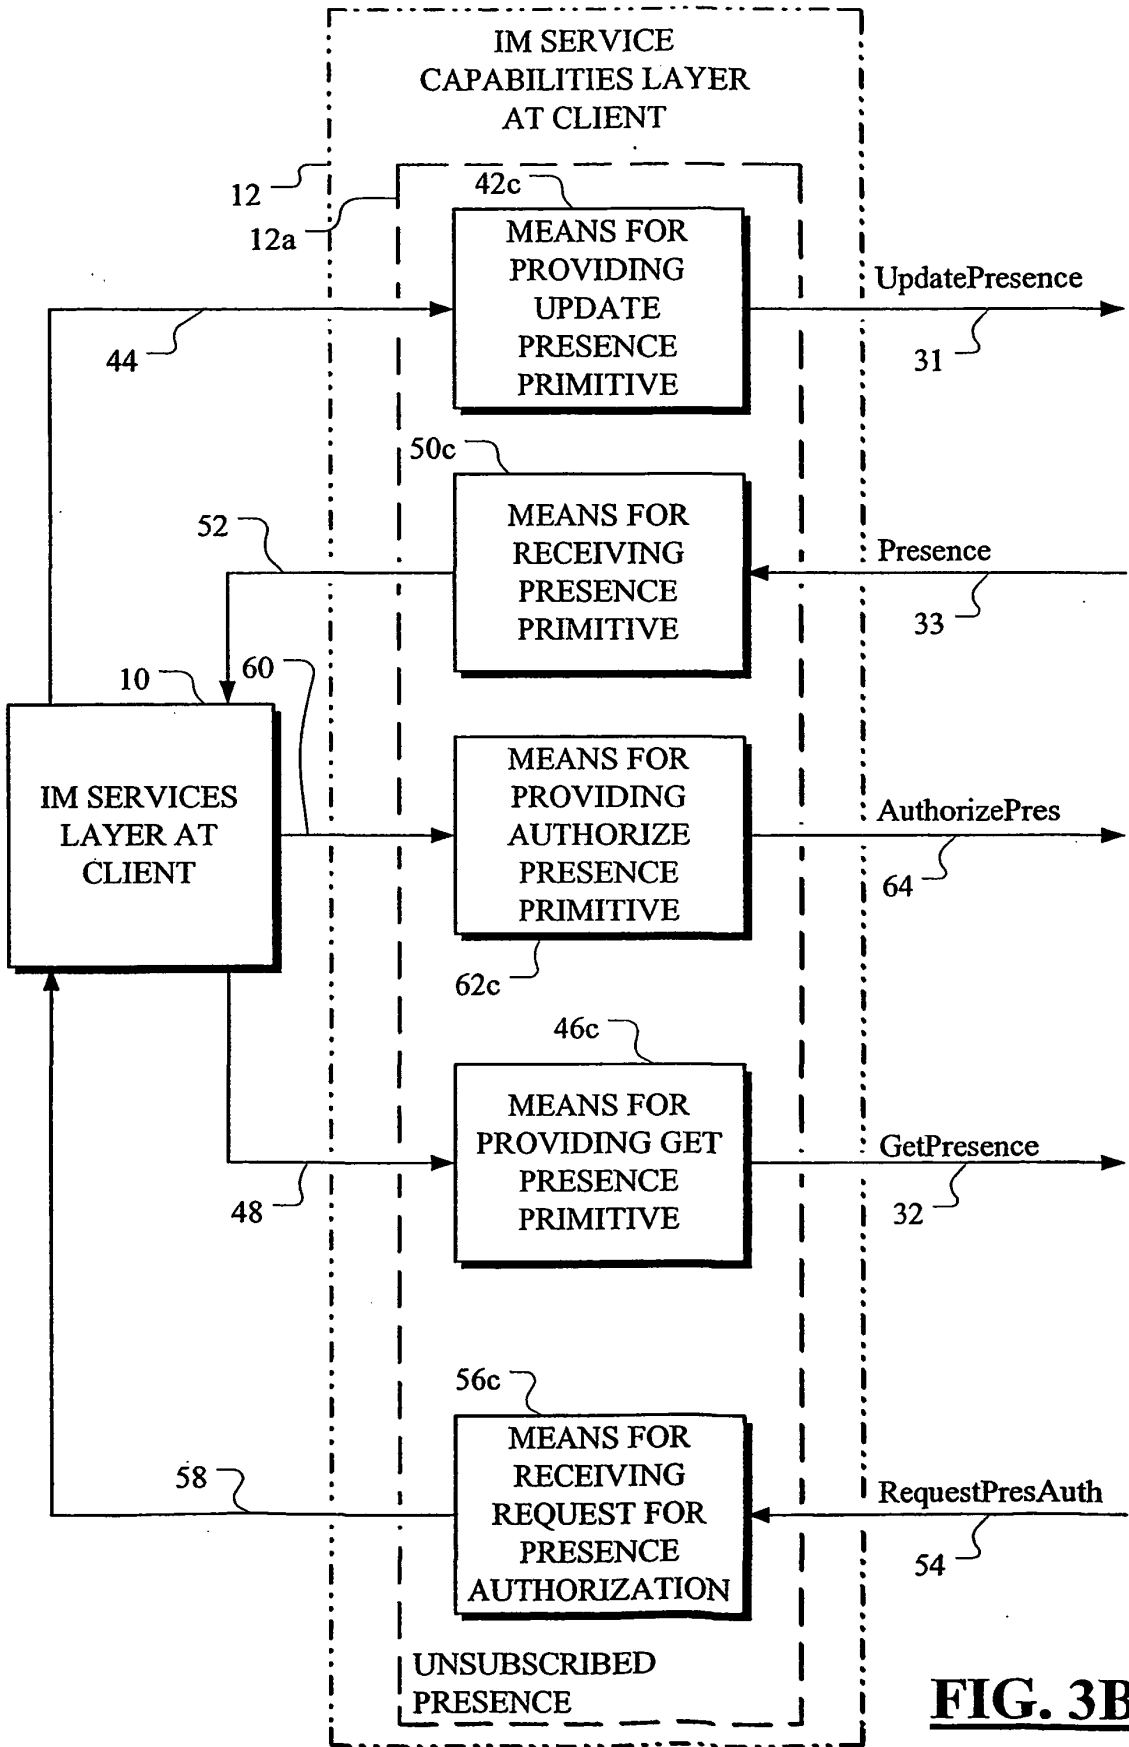 IM SERVICE
CAPABILITIES LAYER
AT CLIENT
12
12a
42c
MEANS FOR
PROVIDING
UPDATE
PRESENCE
PRIMITIVE
UpdatePresence
44
31
50c
52
MEANS FOR
RECEIVING
PRESENCE
PRIMITIVE
Presence
33
10
60
IM SERVICES
LAYER AT
CLIENT
MEANS FOR
PROVIDING
AUTHORIZE
PRESENCE
PRIMITIVE
AuthorizePres
64
62c
46c
MEANS FOR
PROVIDING GET
PRESENCE
PRIMITIVE
GetPresence
48
32
56c
58
MEANS FOR
RECEIVING
REQUEST FOR
PRESENCE
AUTHORIZATION
RequestPresAuth
54
UNSUBSCRIBED
PRESENCE
FIG. 3B